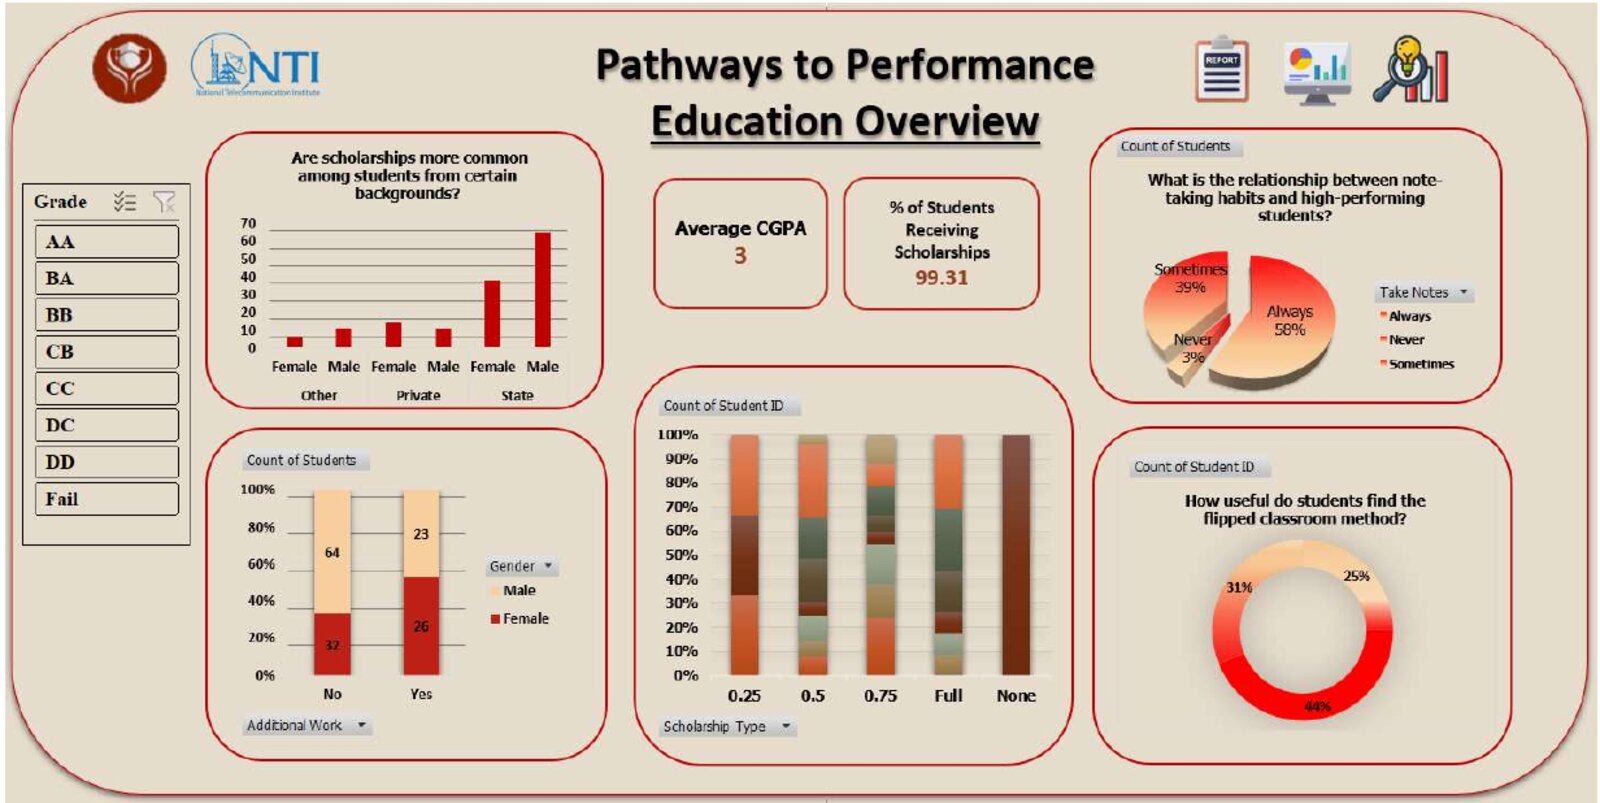 NTI
National Telecommunication Institute
Pathways to Performance
Education Overview
REPORT
Grade
AA
BA
BB
CB
CC
DC
DD
Fail
Are scholarships more common
among students from certain
backgrounds?
70
60
50
40
30
20
10
0
Female Male Female Male Female Male
Other Private State
Average CGPA
3
% of Students
Receiving
Scholarships
99.31
Count of Students
What is the relationship between note-
taking habits and high-performing
students?
Sometimes
39%
Never
3%
Always
58%
Take Notes
Always
Never
Sometimes
Count of Students
100%
80%
60%
40%
20%
0%
64
32
23
26
No Yes
Gender
Male
Female
Additional Work
Count of Student ID
100%
90%
80%
70%
60%
50%
40%
30%
20%
10%
0%
0.25 0.5 0.75 Full None
Scholarship Type
Count of Student ID
How useful do students find the
flipped classroom method?
25%
31%
44%